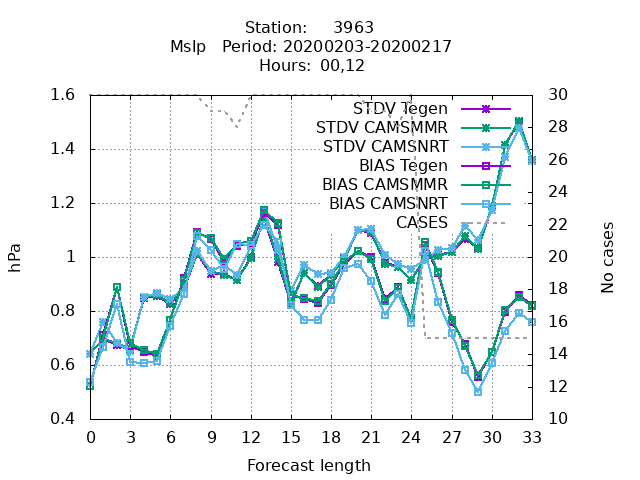 Station: 3963
Mslp Period: 20200203-20200217
Hours: 00,12
STDV Tegen
STDV CAMSMMR
STDV CAMSNRT
BIAS Tegen
BIAS CAMSMMR
BIAS CAMSNRT
CASES
hPa
1.6
1.4
1.2
1
0.8
0.6
0.4
No cases
30
28
26
24
22
20
18
16
14
12
10
0 3 6 9 12 15 18 21 24 27 30 33
Forecast length